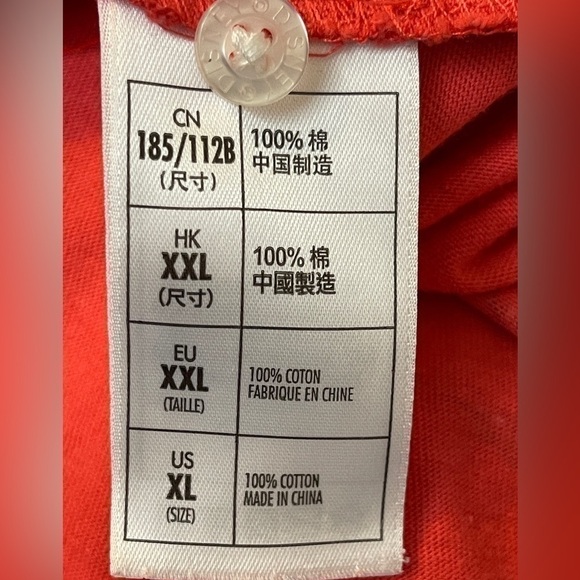 CN
185/112B
(尺寸)
100% 棉
中国制造
HK
XXL
(尺寸)
100% 棉
中國製造
EU
XXL
(TAILLE)
100% COTON
FABRIQUE EN CHINE
US
XL
(SIZE)
100% COTTON
MADE IN CHINA